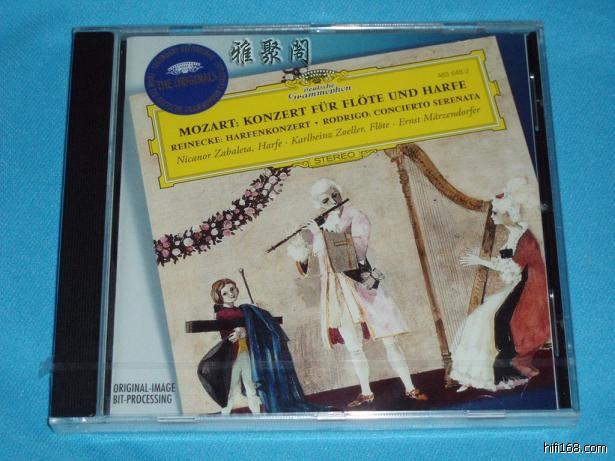 雅聚阁
THE ORIGINALS
Deutsche
Grammophon
463 648-2
MOZART: KONZERT FÜR FLÖTE UND HARFE
REINECKE: HARFENKONZERT • RODRIGO: CONCIERTO SERENATA
Nicanor Zabaleta, Harfe · Karlheinz Zoeller, Flöte · Ernst Märzendorfer
STEREO
ORIGINAL-IMAGE
BIT-PROCESSING
hifi168.com